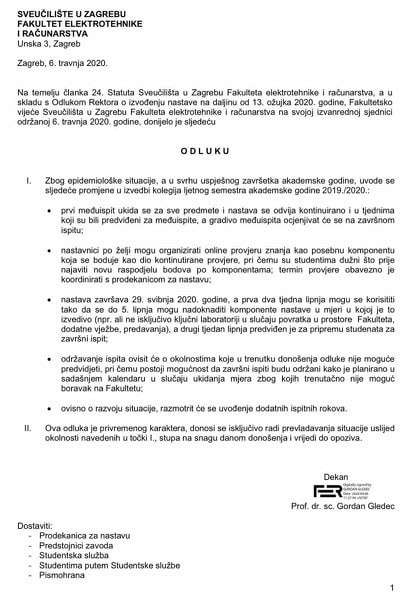 SVEUČILIŠTE U ZAGREBU
FAKULTET ELEKTROTEHNIKE
I RAČUNARSTVA
Unska 3, Zagreb
Zagreb, 6. travnja 2020.
Na temelju članka 24. Statuta Sveučilišta u Zagrebu Fakulteta elektrotehnike i računarstva, a u
skladu s Odlukom Rektora o izvođenju nastave na daljinu od 13. ožujka 2020. godine, Fakultetsko
vijeće Sveučilišta u Zagrebu Fakulteta elektrotehnike i računarstva na svojoj izvanrednoj sjednici
održanoj 6. travnja 2020. godine, donijelo je sljedeću
O D L U K U
I. Zbog epidemiološke situacije, a u svrhu uspješnog završetka akademske godine, uvode se
sljedeće promjene u izvedbi kolegija ljetnog semestra akademske godine 2019./2020.:
• prvi međuispit ukida se za sve predmete i nastava se odvija kontinuirano i u tjednima
koji su bili predviđeni za međuispite, a gradivo međuispita ocjenjivat će se na završnom
ispitu;
• nastavnici po želji mogu organizirati online provjeru znanja kao posebnu komponentu
koja se boduje kao dio kontinuirane provjere, pri čemu su studentima dužni što prije
najaviti novu raspodjelu bodova po komponentama; termin provjere obavezno je
koordinirati s prodekanicom za nastavu;
• nastava završava 29. svibnja 2020. godine, a prva dva tjedna lipnja mogu se korisititi
tako da se do 5. lipnja mogu nadoknaditi komponente nastave u mjeri u kojoj je to
izvedivo (npr. ali ne isključivo ključni laboratoriji u slučaju povratka u prostore Fakulteta,
dodatne vježbe, predavanja), a drugi tjedan lipnja predviđen je za pripremu studenata za
završni ispit;
• održavanje ispita ovisit će o okolnostima koje u trenutku donošenja odluke nije moguće
predvidjeti, pri čemu postoji mogućnost da završni ispiti budu održani kako je planirano u
sadašnjem kalendaru u slučaju ukidanja mjera zbog kojih trenutačno nije moguć
boravak na Fakultetu;
• ovisno o razvoju situacije, razmotrit će se uvođenje dodatnih ispitnih rokova.
II. Ova odluka je privremenog karaktera, donosi se isključivo radi prevladavanja situacije uslijed
okolnosti navedenih u točki I., stupa na snagu danom donošenja i vrijedi do opoziva.
Dekan
FER
GORDAN GLEDEC
Prof. dr. sc. Gordan Gledec
Dostaviti:
- Prodekanica za nastavu
- Predstojnici zavoda
- Studentska služba
- Studentima putem Studentske službe
- Pismohrana
1